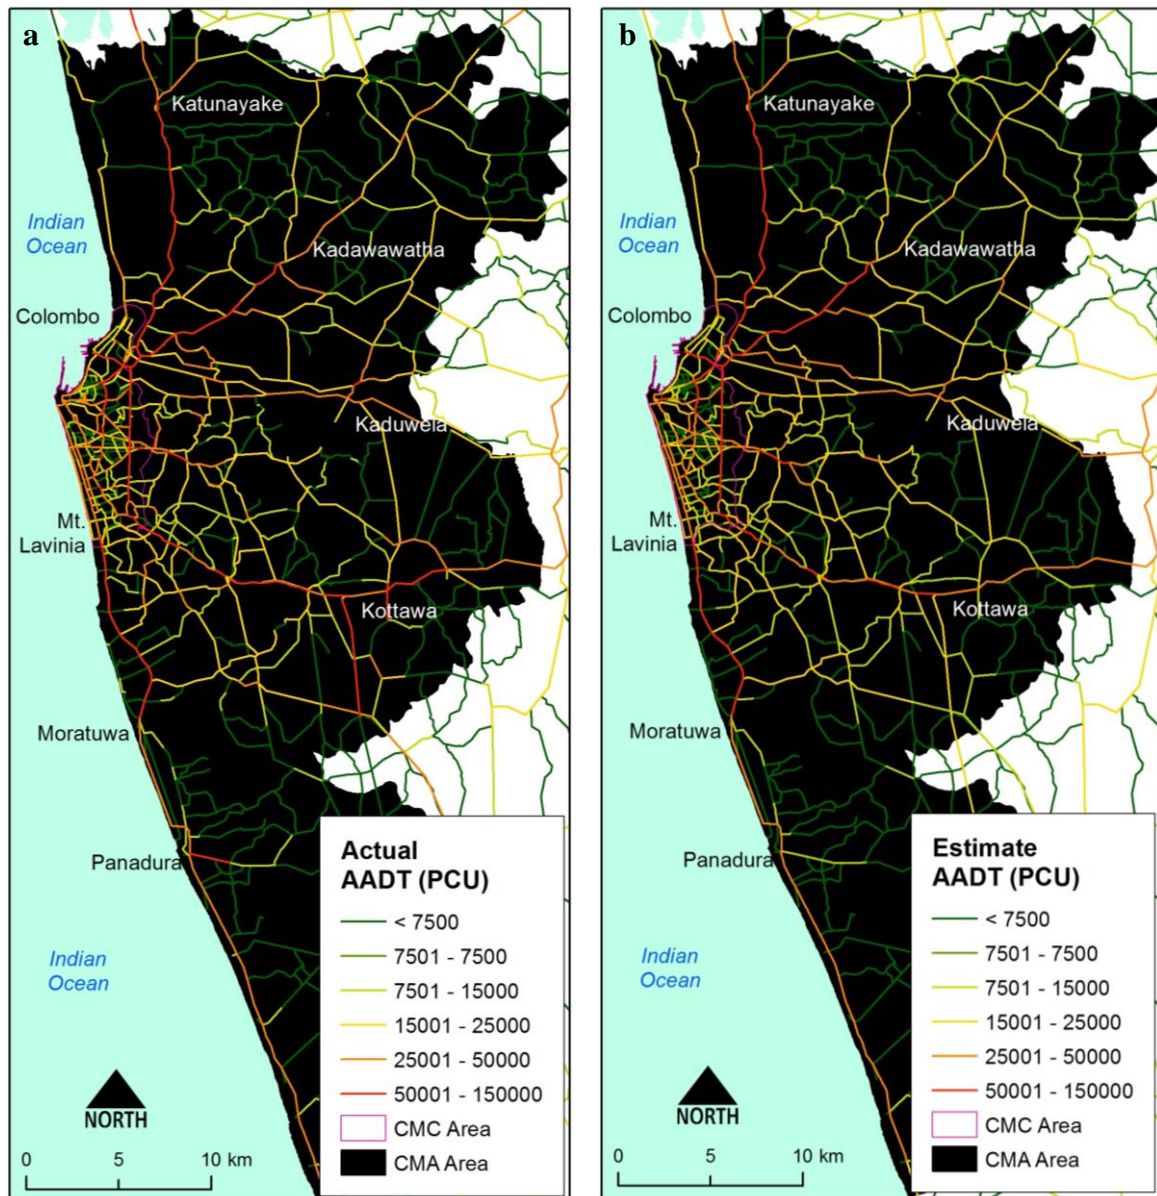 a
Katunayake
Indian
Ocean
Kadawawatha
Colombo
Kaduwela
Mt.
Lavinia
Kottawa
Moratuwa
Panadura
Indian
Ocean
NORTH
0 5 10 km
Actual
AADT (PCU)
< 7500
7501 - 7500
7501 - 15000
15001 - 25000
25001 - 50000
50001 - 150000
CMC Area
CMA Area
b
Katunayake
Indian
Ocean
Kadawawatha
Colombo
Kaduwela
Mt.
Lavinia
Kottawa
Moratuwa
Panadura
Indian
Ocean
NORTH
0 5 10 km
Estimate
AADT (PCU)
< 7500
7501 - 7500
7501 - 15000
15001 - 25000
25001 - 50000
50001 - 150000
CMC Area
CMA Area